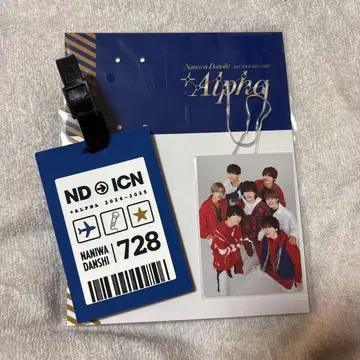 Naniwa Danshi
+Alpha
ND ICN
+ALPHA 2024-2025
NANIWA
DANSHI
728